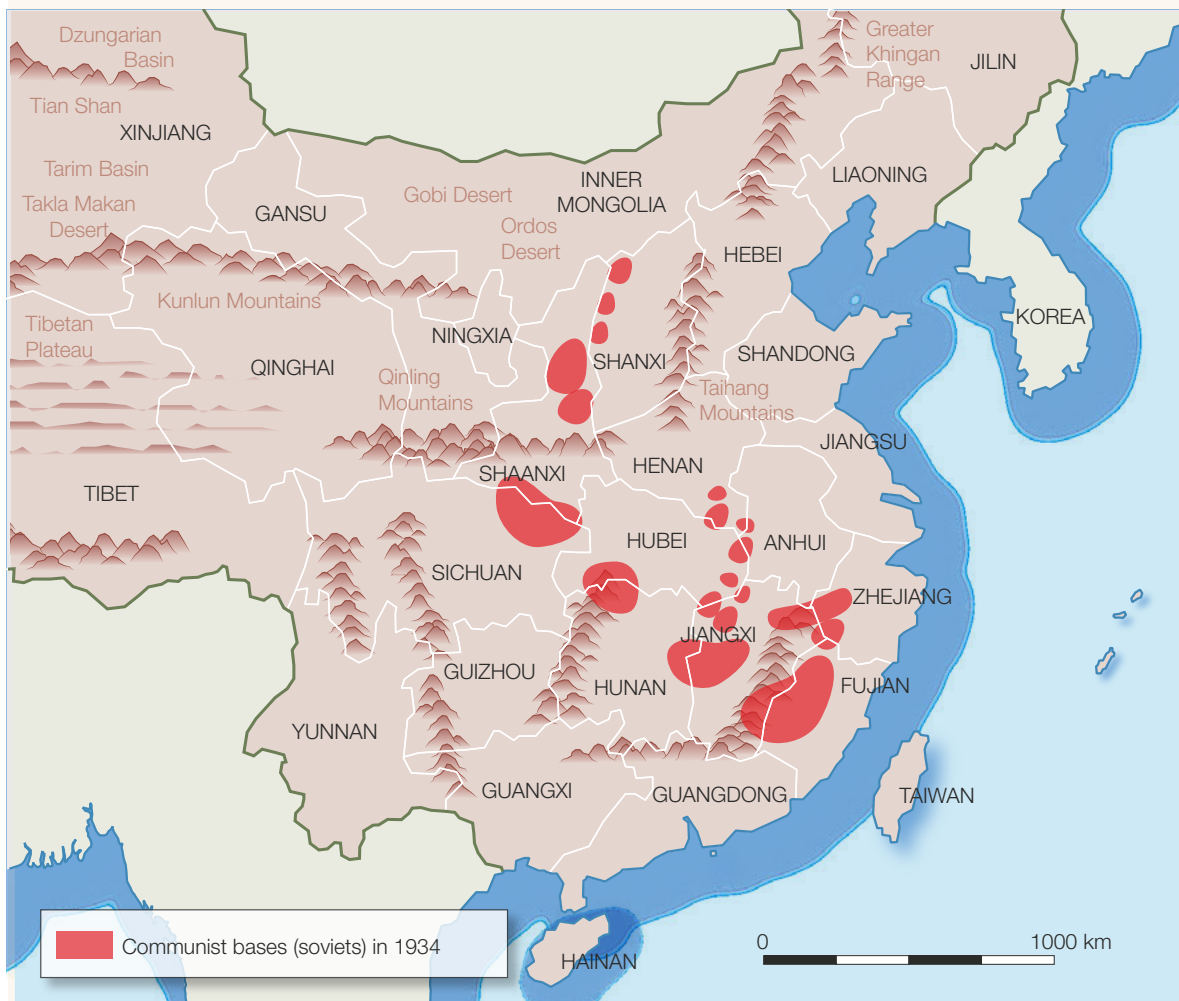 Dzungarian
Basin
Greater
Khingan
Range
JILIN
Tian Shan
XINJIANG
Tarim Basin
Takla Makan
Desert
GANSU
Gobi Desert
Ordos
Desert
INNER
MONGOLIA
LIAONING
HEBEI
Kunlun Mountains
Tibetan
Plateau
NINGXIA
QINGHAI
SHANXI
SHANDONG
KOREA
Qinling
Mountains
Taihang
Mountains
JIANGSU
SHAANXI
HENAN
TIBET
HUBEI
ANHUI
SICHUAN
ZHEJIANG
JIANGXI
GUIZHOU
HUNAN
FUJIAN
YUNNAN
GUANGXI
GUANGDONG
TAIWAN
HAINAN
Communist bases (soviets) in 1934
0
1000 km